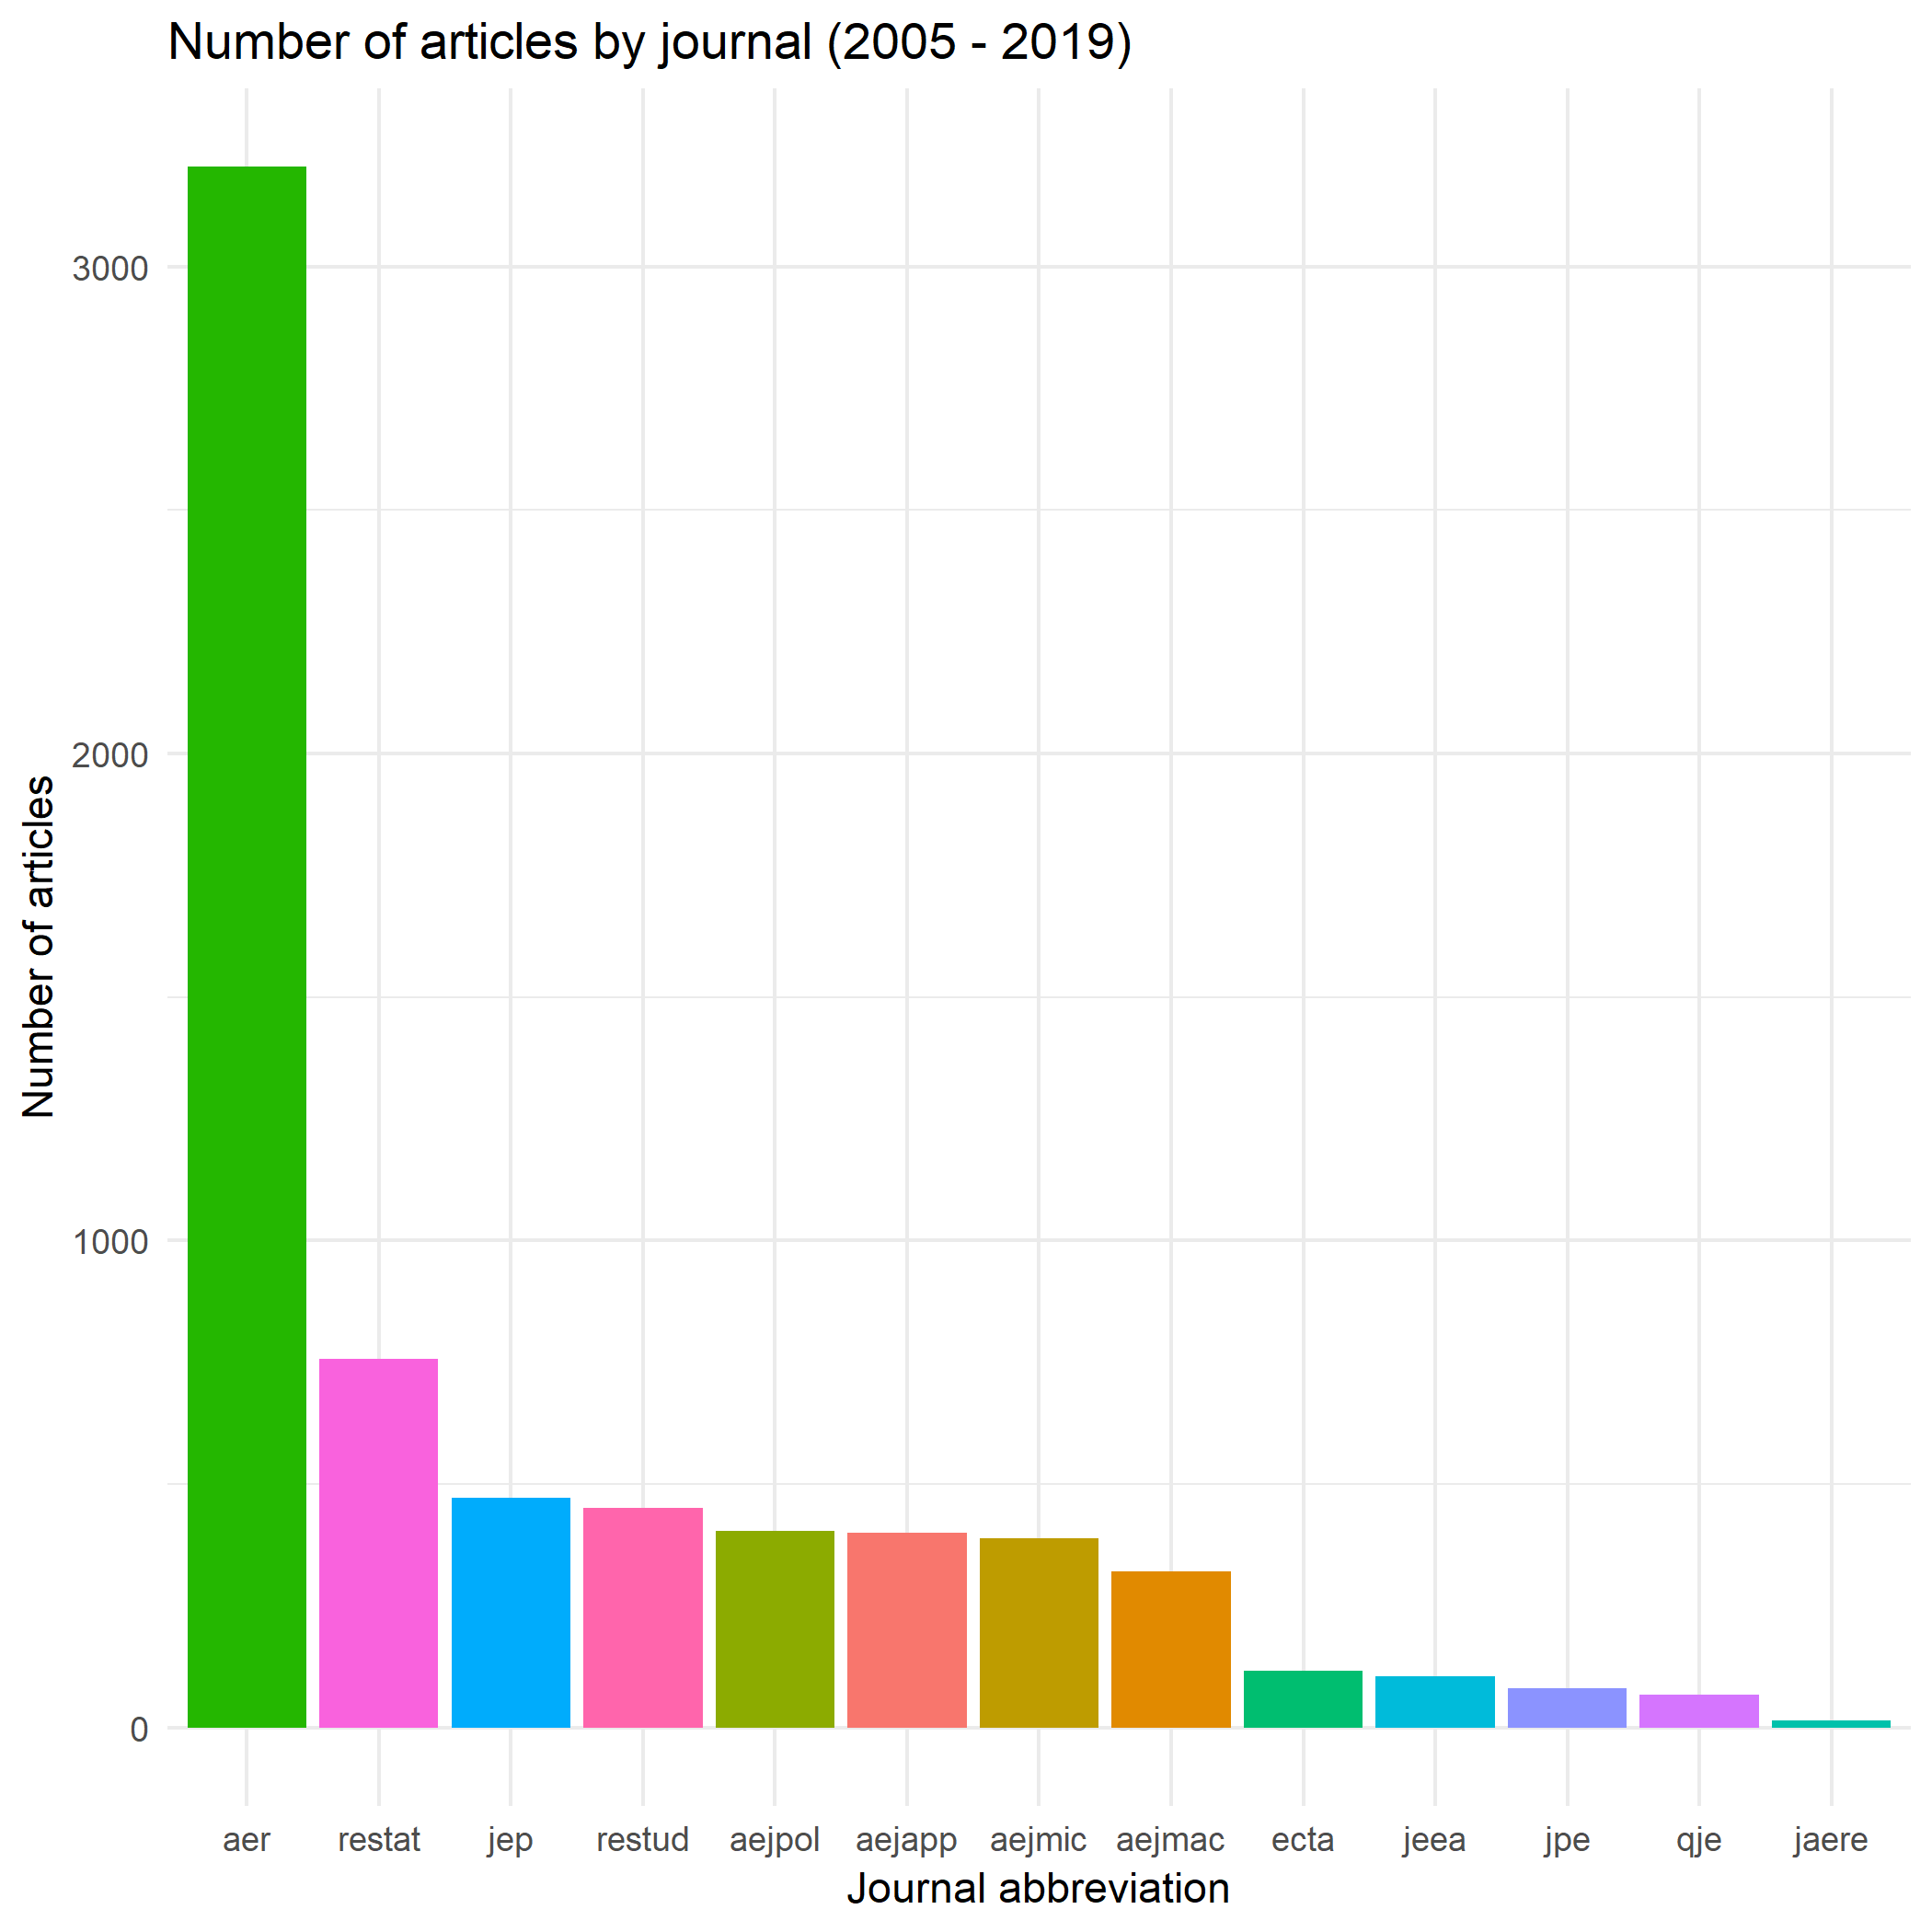 Number of articles by journal (2005 - 2019)
Number of articles
3000
2000
1000
0
aer restat jep restud aejpol aejapp aejmic aejmac ecta jeea jpe qje jaere
Journal abbreviation